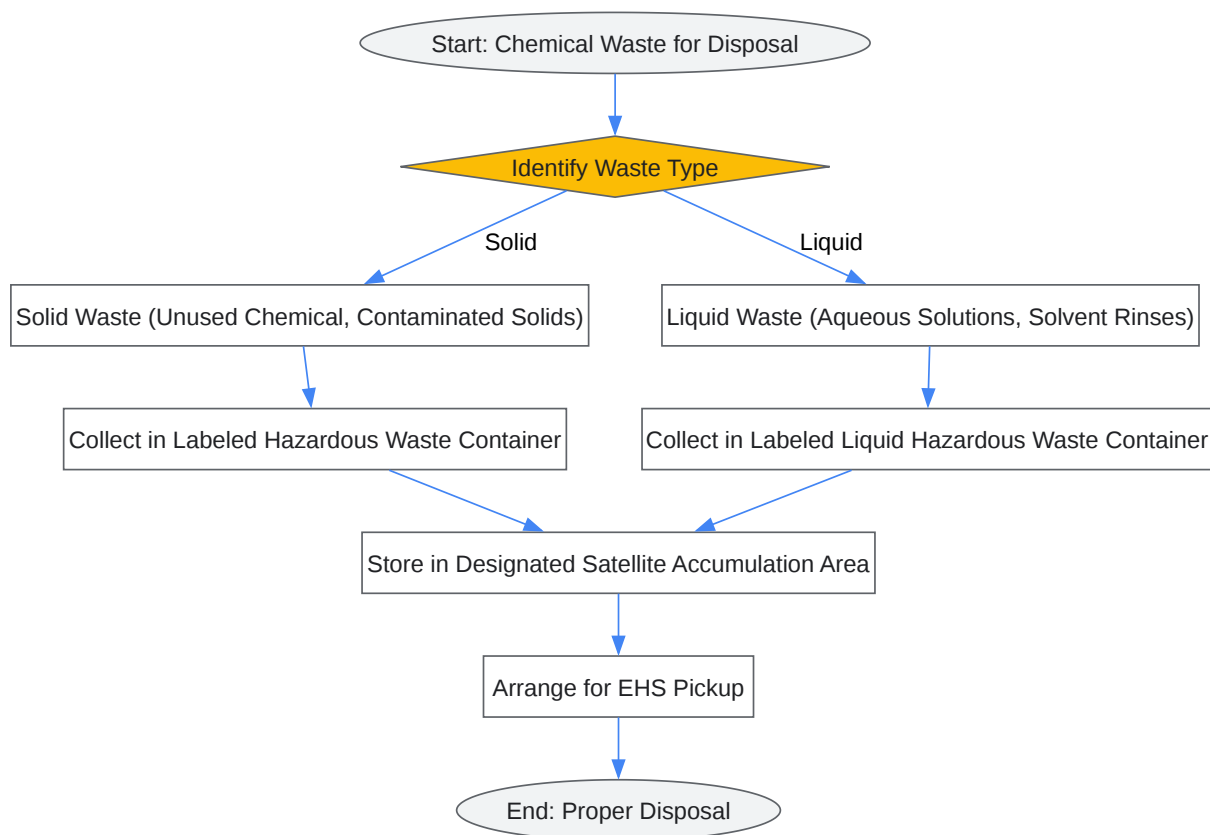 Start: Chemical Waste for Disposal
Identify Waste Type
Solid
Liquid
Solid Waste (Unused Chemical, Contaminated Solids)
Liquid Waste (Aqueous Solutions, Solvent Rinses)
Collect in Labeled Hazardous Waste Container
Collect in Labeled Liquid Hazardous Waste Container
Store in Designated Satellite Accumulation Area
Arrange for EHS Pickup
End: Proper Disposal